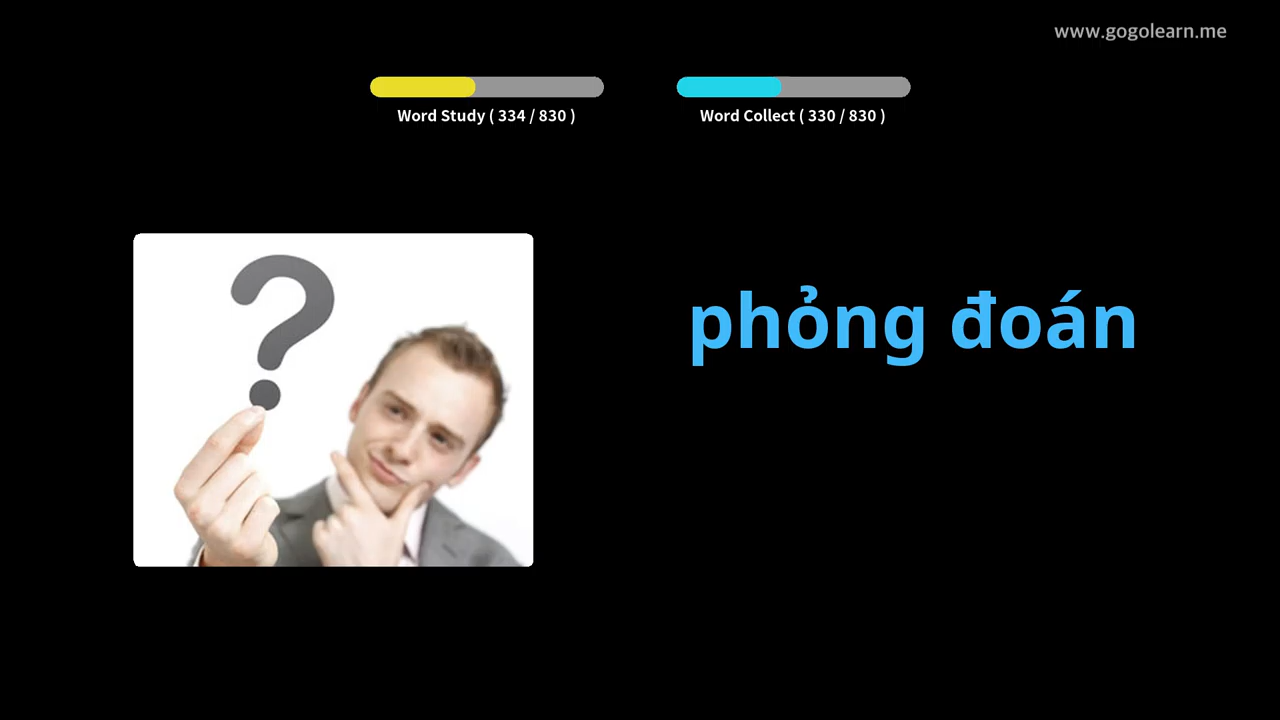 www.gogolearn.me
Word Study ( 334 / 830 )
Word Collect ( 330 / 830 )
?
phỏng đoán